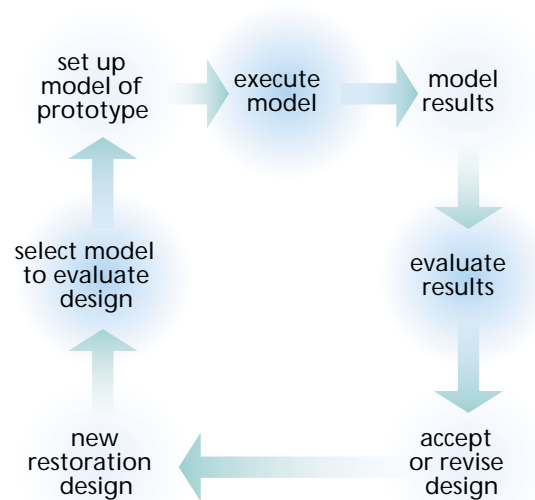 set up
model of
prototype
execute
model
model
results
select model
to evaluate
design
evaluate
results
new
restoration
design
accept
or revise
design